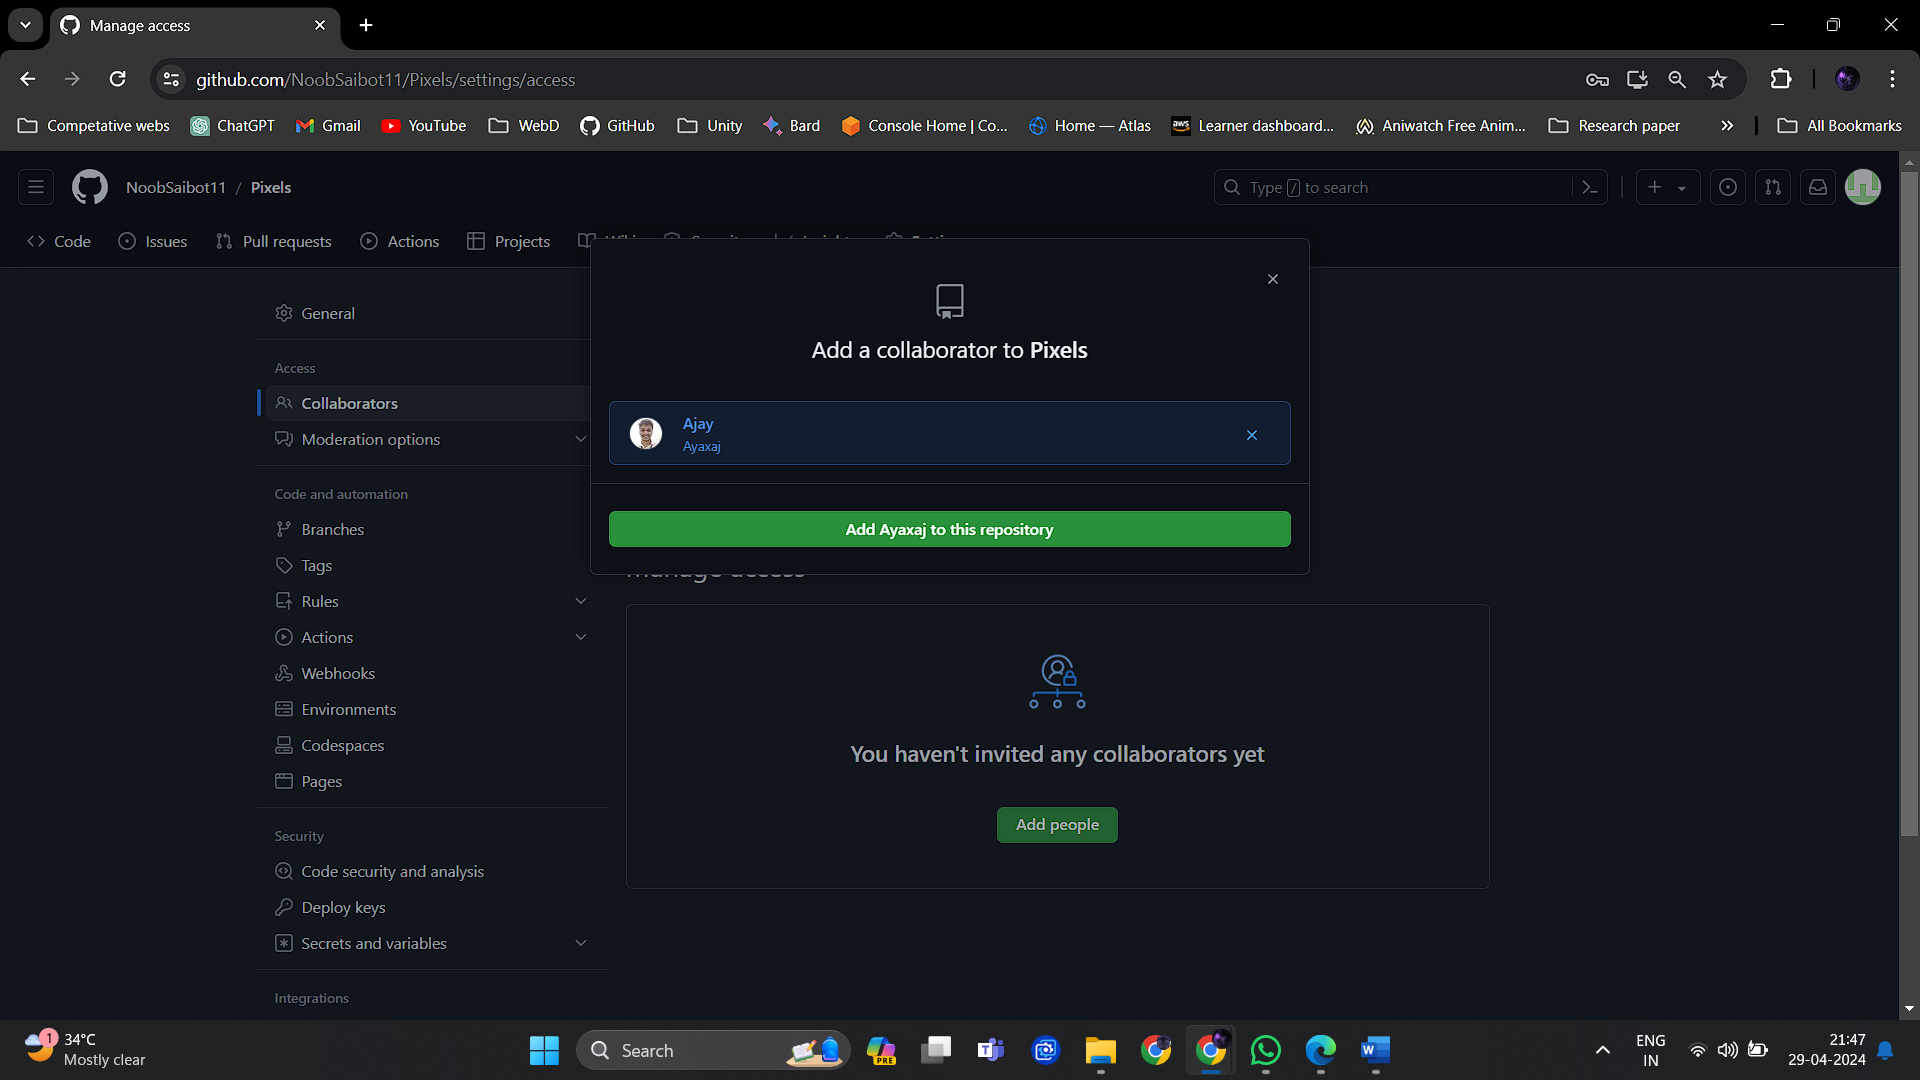 Manage access
github.com/NoobSaibot11/Pixels/settings/access
Competative webs ChatGPT Gmail YouTube WebD GitHub Unity Bard Console Home | Co... Home — Atlas aws Learner dashboard... Aniwatch Free Anim... Research paper All Bookmarks
NoobSaibot11 / Pixels
Type / to search
Code Issues Pull requests Actions Projects
General
Access
Collaborators
Moderation options
Code and automation
Branches
Tags
Rules
Actions
Webhooks
Environments
Codespaces
Pages
Security
Code security and analysis
Deploy keys
Secrets and variables
Integrations
Add a collaborator to Pixels
Ajay
Ayaxaj
Add Ayaxaj to this repository
You haven't invited any collaborators yet
Add people
1
34°C
Mostly clear
Search
PRE
ENG
IN
21:47
29-04-2024